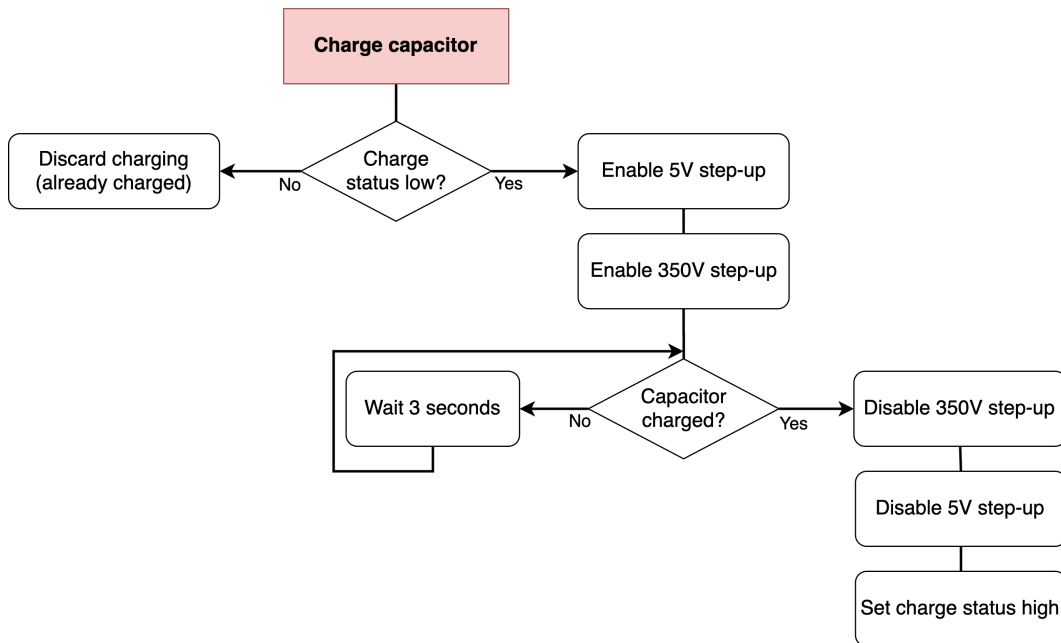 Charge capacitor
Discard charging
(already charged)
No
Charge
status low?
Yes
Enable 5V step-up
Enable 350V step-up
Wait 3 seconds
No
Capacitor
charged?
Yes
Disable 350V step-up
Disable 5V step-up
Set charge status high